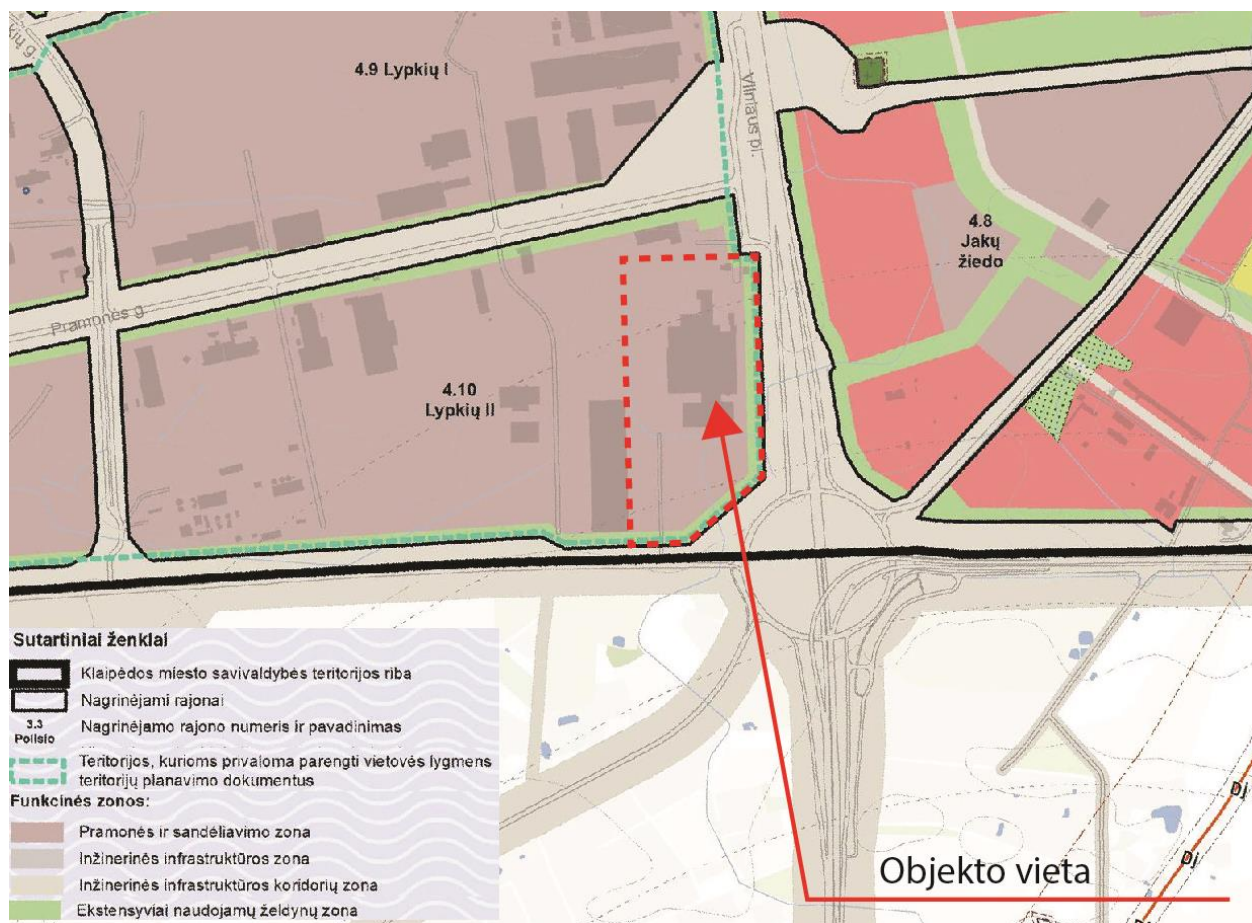 4.9 Lypkių I
Vilniaus pl.
4.8
Jakų
žiedo
Pramonės g.
4.10
Lypkių II
Sutartiniai ženklai
Klaipėdos miesto savivaldybės teritorijos riba
Nagrinėjami rajonai
3.3
Polisio
Nagrinėjamo rajono numeris ir pavadinimas
Teritorijos, kurioms privaloma parengti vietovės lygmens
teritorijų planavimo dokumentus
Funkcinės zonos:
Pramonės ir sandėliavimo zona
Inžinerinės infrastruktūros zona
Inžinerinės infrastruktūros koridorių zona
Ekstensyviai naudojamų želdynų zona
Dj
Dj
Objekto vieta